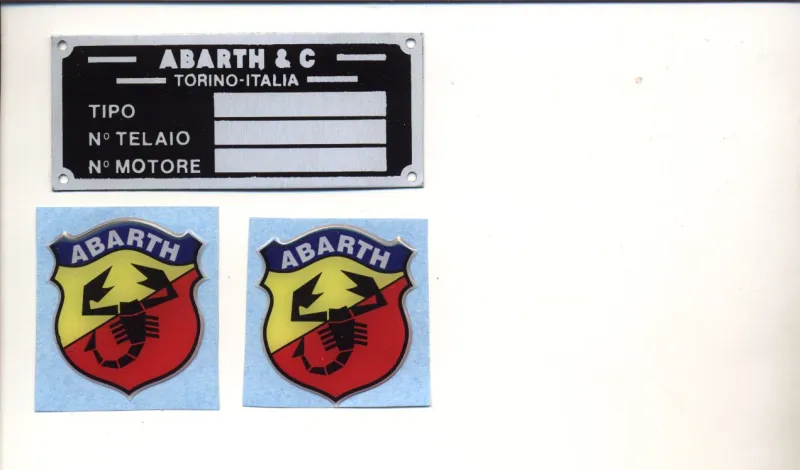 ABARTH & C
TORINO-ITALIA
TIPO
Nº TELAIO
Nº MOTORE
ABARTH
ABARTH